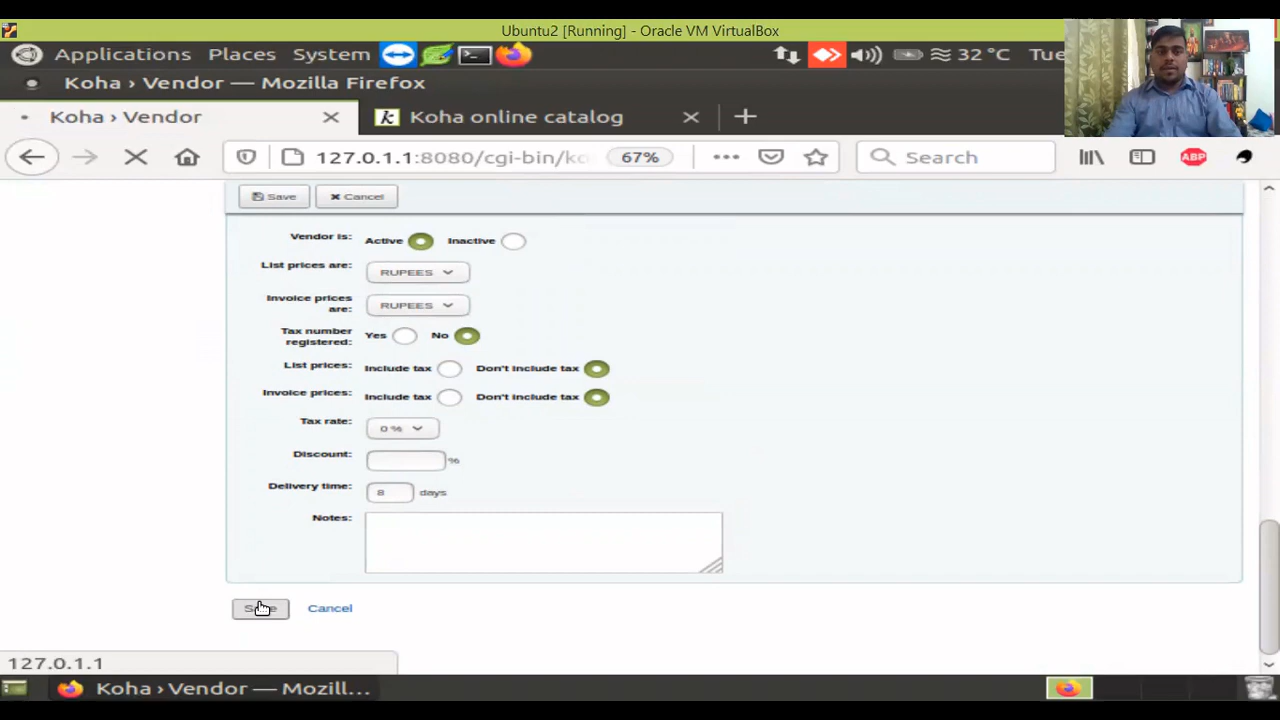 Ubuntu2 [Running] - Oracle VM VirtualBox
Applications Places System 32 °C Tue
Koha › Vendor — Mozilla Firefox
Koha › Vendor Koha online catalog
127.0.1.1:8080/cgi-bin/ko 67% Search ABP
Save Cancel
Vendor is: Active Inactive
List prices are: RUPEES
Invoice prices are: RUPEES
Tax number registered: Yes No
List prices: Include tax Don't include tax
Invoice prices: Include tax Don't include tax
Tax rate: 0 %
Discount: %
Delivery time: 8 days
Notes:
Save Cancel
127.0.1.1
Koha › Vendor — Mozill...